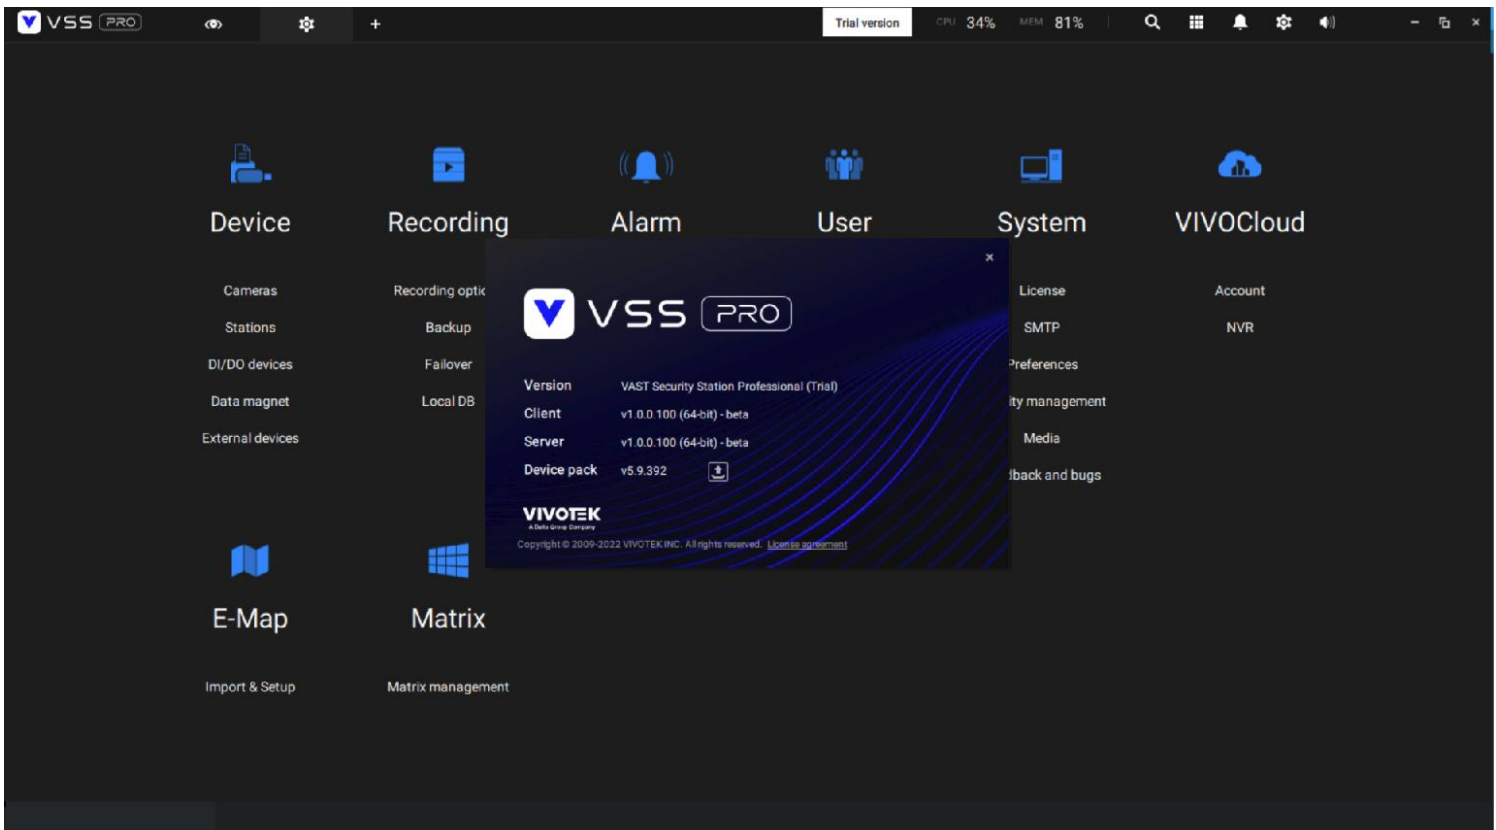 VSS PRO
Trial version
CPU 34% MEM 81%
Device Recording Alarm User System VIVOCloud
Cameras Recording optic License Account
Stations Backup SMTP NVR
DI/DO devices Failover Preferences
Data magnet Local DB ity management
External devices Media
dback and bugs
VSS PRO
Version VAST Security Station Professional (Trial)
Client v1.0.0.100 (64-bit) - beta
Server v1.0.0.100 (64-bit) - beta
Device pack v5.9.392
VIVOTEK
A Delta Group Company
Copyright © 2009-2022 VIVOTEK INC. All rights reserved. License agreement
E-Map Matrix
Import & Setup Matrix management